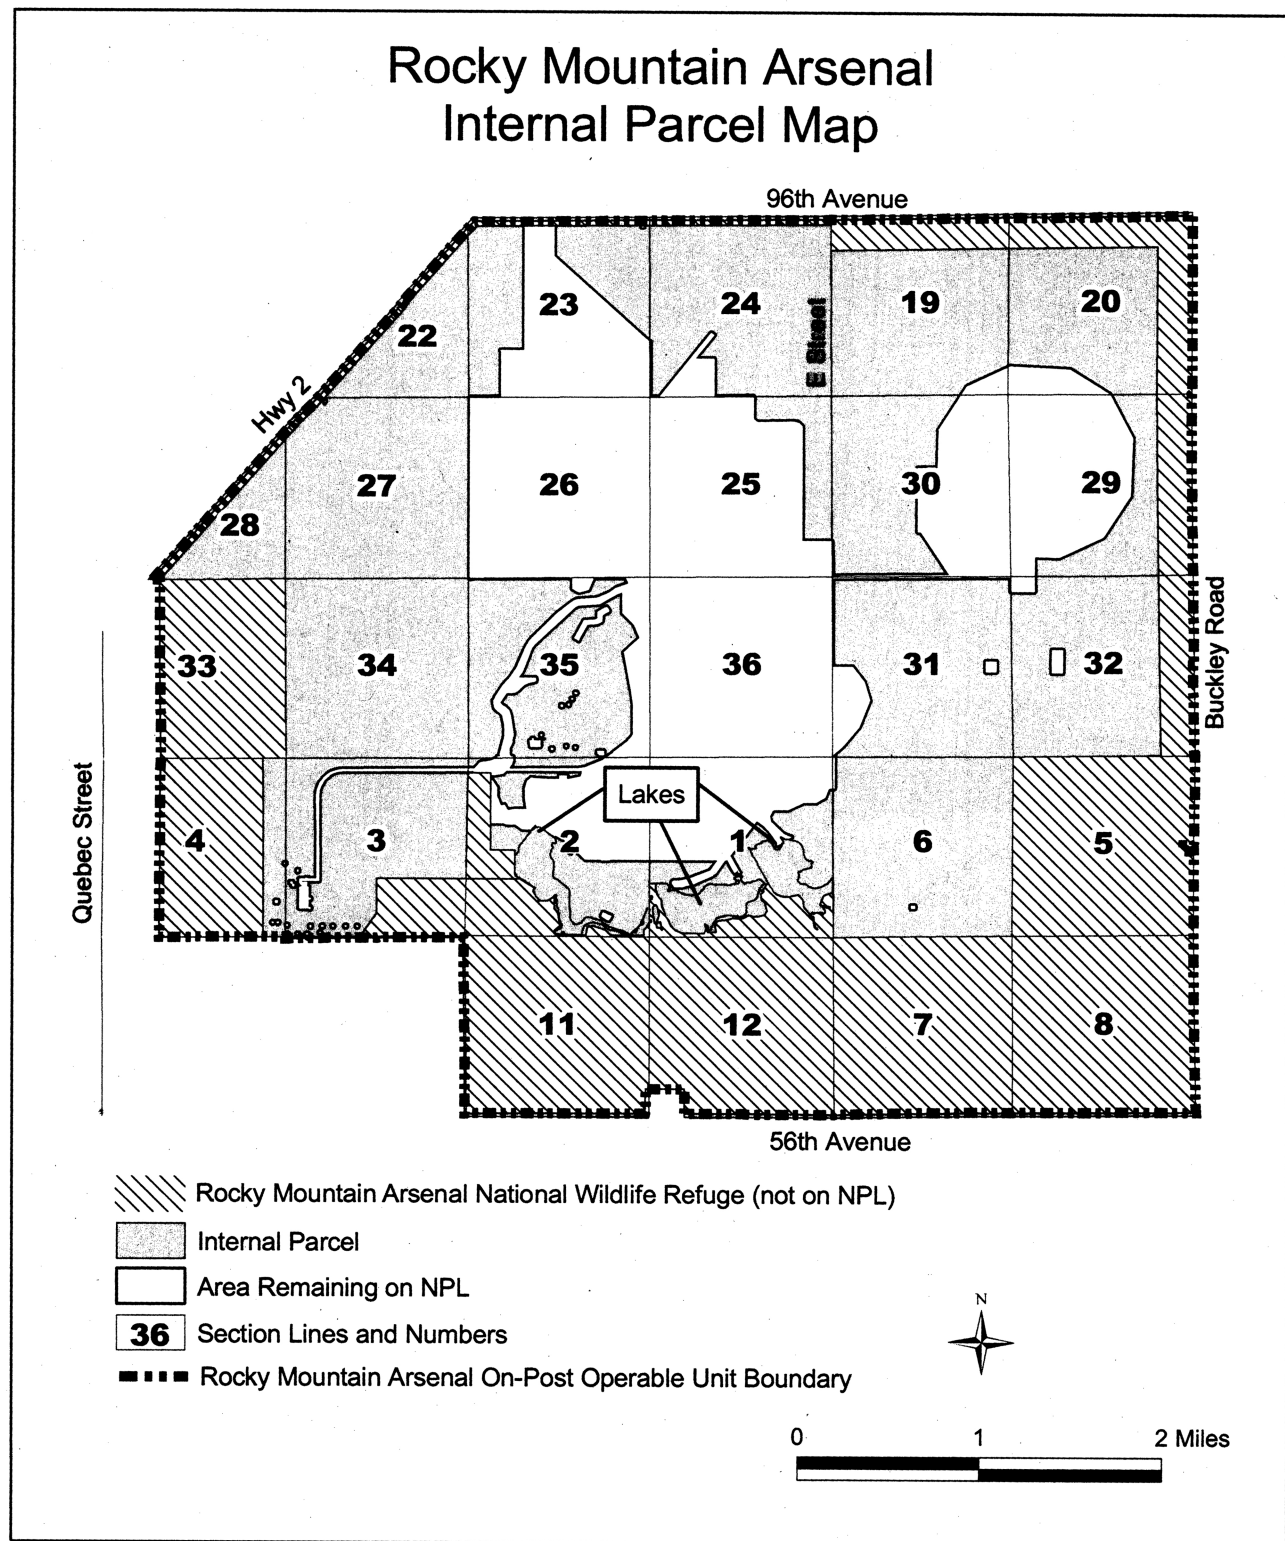 Rocky Mountain Arsenal
Internal Parcel Map
96th Avenue
23
24
19
20
22
E Street
Hwy 2
27
26
25
30
29
28
33
34
35
36
31
32
Buckley Road
Quebec Street
Lakes
4
3
2
1
6
5
11
12
7
8
56th Avenue
Rocky Mountain Arsenal National Wildlife Refuge (not on NPL)
Internal Parcel
Area Remaining on NPL
36 Section Lines and Numbers
Rocky Mountain Arsenal On-Post Operable Unit Boundary
N
0 1 2 Miles